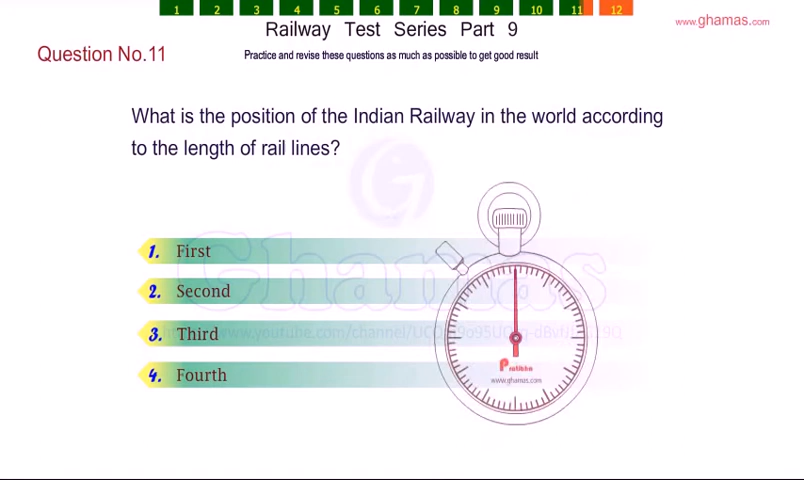 1 2 3 4 5 6 7 8 9 10 11 12
Railway Test Series Part 9
www.ghamas.com
Question No.11
Practice and revise these questions as much as possible to get good result
What is the position of the Indian Railway in the world according
to the length of rail lines?
G
Ghamas
1. First
2. Second
3. Third
4. Fourth
Pratibha
www.ghamas.com